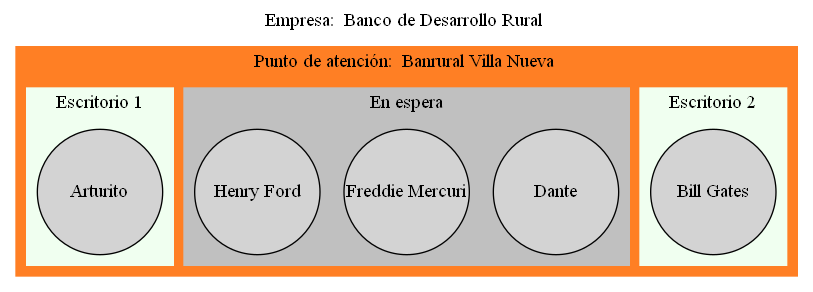 Empresa: Banco de Desarrollo Rural
Punto de atención: Banrural Villa Nueva
Escritorio 1
En espera
Escritorio 2
Arturito
Henry Ford
Freddie Mercuri
Dante
Bill Gates